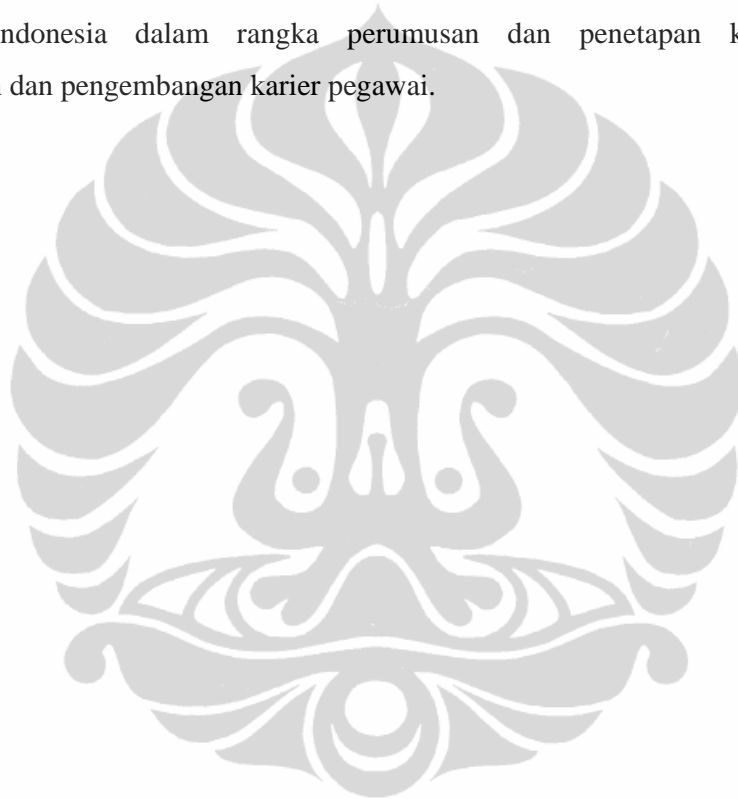 ndonesia dalam rangka perumusan dan penetapan k
dan pengembangan karier pegawai.